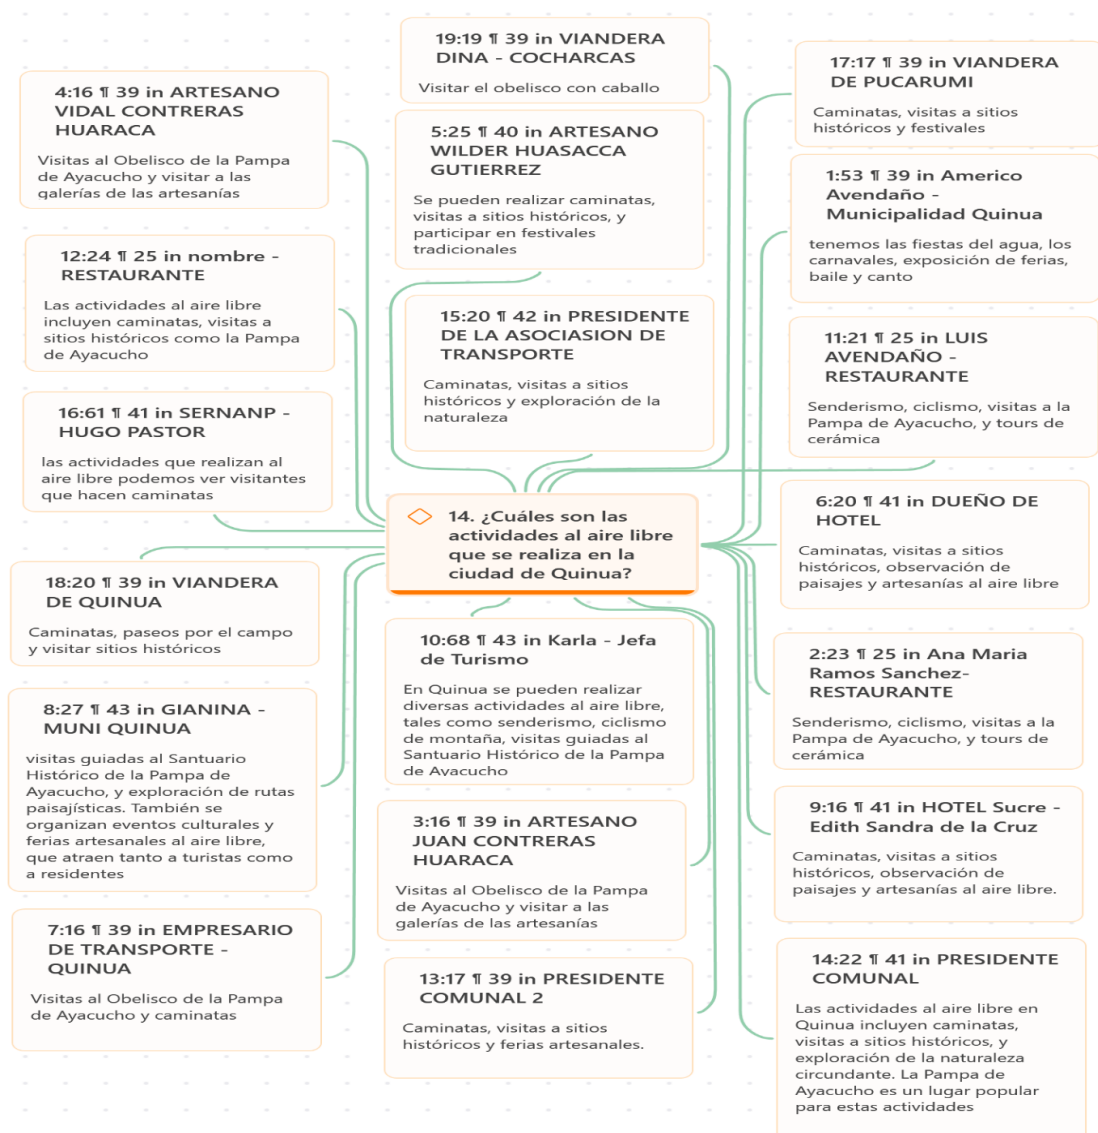 19:19 ¶ 39 in VIANDERA
DINA - COCHARCAS
Visitar el obelisco con caballo
17:17 ¶ 39 in VIANDERA
DE PUCARUMI
Caminatas, visitas a sitios
históricos y festivales
4:16 ¶ 39 in ARTESANO
VIDAL CONTRERAS
HUARACA
Visitas al Obelisco de la Pampa
de Ayacucho y visitar a las
galerías de las artesanías
5:25 ¶ 40 in ARTESANO
WILDER HUASACCA
GUTIERREZ
Se pueden realizar caminatas,
visitas a sitios históricos, y
participar en festivales
tradicionales
1:53 ¶ 39 in Americo
Avendaño -
Municipalidad Quinua
tenemos las fiestas del agua, los
carnavales, exposición de ferias,
baile y canto
12:24 ¶ 25 in nombre -
RESTAURANTE
Las actividades al aire libre
incluyen caminatas, visitas a
sitios históricos como la Pampa
de Ayacucho
15:20 ¶ 42 in PRESIDENTE
DE LA ASOCIASION DE
TRANSPORTE
Caminatas, visitas a sitios
históricos y exploración de la
naturaleza
11:21 ¶ 25 in LUIS
AVENDAÑO -
RESTAURANTE
Senderismo, ciclismo, visitas a la
Pampa de Ayacucho, y tours de
cerámica
16:61 ¶ 41 in SERNANP -
HUGO PASTOR
las actividades que realizan al
aire libre podemos ver visitantes
que hacen caminatas
14. ¿Cuáles son las
actividades al aire libre
que se realiza en la
ciudad de Quinua?
6:20 ¶ 41 in DUEÑO DE
HOTEL
Caminatas, visitas a sitios
históricos, observación de
paisajes y artesanías al aire libre
18:20 ¶ 39 in VIANDERA
DE QUINUA
Caminatas, paseos por el campo
y visitar sitios históricos
10:68 ¶ 43 in Karla - Jefa
de Turismo
En Quinua se pueden realizar
diversas actividades al aire libre,
tales como senderismo, ciclismo
de montaña, visitas guiadas al
Santuario Histórico de la Pampa
de Ayacucho
2:23 ¶ 25 in Ana Maria
Ramos Sanchez-
RESTAURANTE
Senderismo, ciclismo, visitas a la
Pampa de Ayacucho, y tours de
cerámica
8:27 ¶ 43 in GIANINA -
MUNI QUINUA
visitas guiadas al Santuario
Histórico de la Pampa de
Ayacucho, y exploración de rutas
paisajísticas. También se
organizan eventos culturales y
ferias artesanales al aire libre,
que atraen tanto a turistas como
a residentes
3:16 ¶ 39 in ARTESANO
JUAN CONTRERAS
HUARACA
Visitas al Obelisco de la Pampa
de Ayacucho y visitar a las
galerías de las artesanías
9:16 ¶ 41 in HOTEL Sucre -
Edith Sandra de la Cruz
Caminatas, visitas a sitios
históricos, observación de
paisajes y artesanías al aire libre.
7:16 ¶ 39 in EMPRESARIO
DE TRANSPORTE -
QUINUA
Visitas al Obelisco de la Pampa
de Ayacucho y caminatas
13:17 ¶ 39 in PRESIDENTE
COMUNAL 2
Caminatas, visitas a sitios
históricos y ferias artesanales.
14:22 ¶ 41 in PRESIDENTE
COMUNAL
Las actividades al aire libre en
Quinua incluyen caminatas,
visitas a sitios históricos, y
exploración de la naturaleza
circundante. La Pampa de
Ayacucho es un lugar popular
para estas actividades